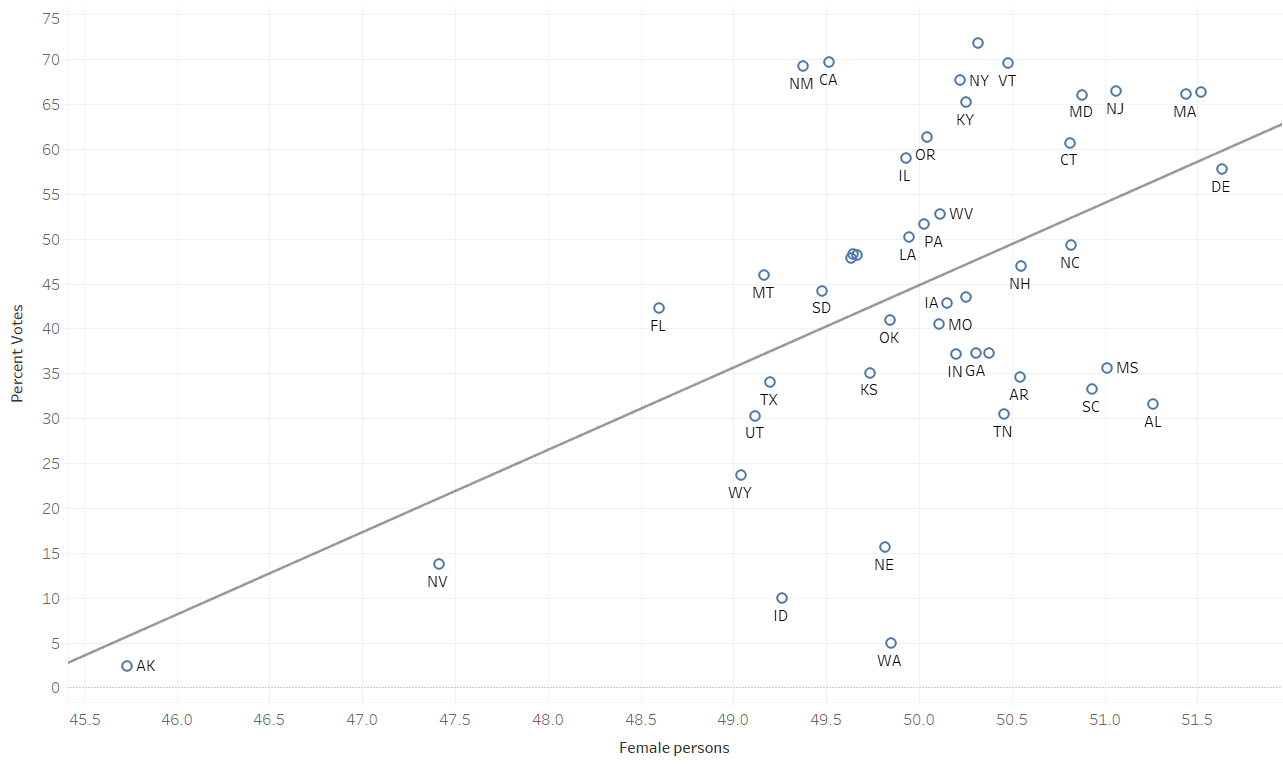 75
70
NM CA NY VT
65
KY MD NJ MA
60
OR
IL CT
55
DE
WV
50
PA
LA NC
45
MT NH
SD IA
40
FL MO
OK
35
IN GA MS
TX KS AR SC
30
UT TN AL
25
WY
20
15
NE
NV
10
ID
5
WA
AK
0
Percent Votes
45.5 46.0 46.5 47.0 47.5 48.0 48.5 49.0 49.5 50.0 50.5 51.0 51.5
Female persons